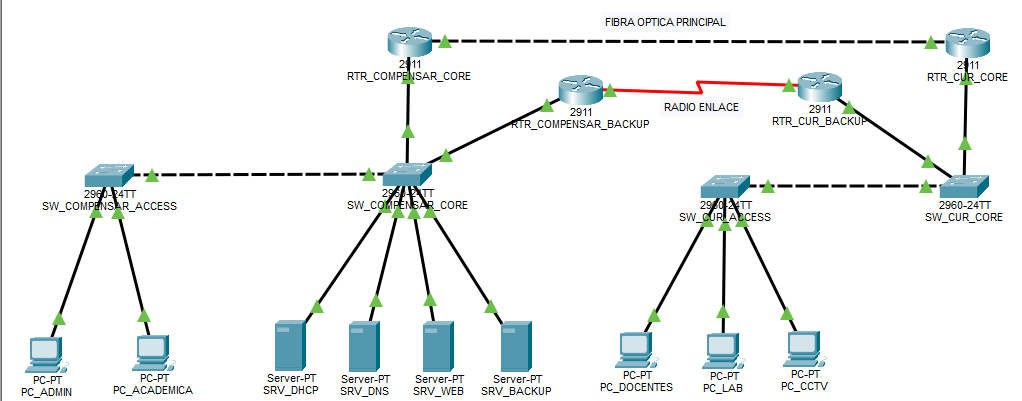 FIBRA OPTICA PRINCIPAL
2911
RTR_COMPENSAR_CORE
2911
RTR_CUR_CORE
RADIO ENLACE
2911
RTR_COMPENSAR_BACKUP
2911
RTR_CUR_BACKUP
2960-24TT
SW_COMPENSAR_ACCESS
2960-24TT
SW_COMPENSAR_CORE
2960-24TT
SW_CUR_ACCESS
2960-24TT
SW_CUR_CORE
PC-PT
PC_ADMIN
PC-PT
PC_ACADEMICA
Server-PT
SRV_DHCP
Server-PT
SRV_DNS
Server-PT
SRV_WEB
Server-PT
SRV_BACKUP
PC-PT
PC_DOCENTES
PC-PT
PC_LAB
PC-PT
PC_CCTV